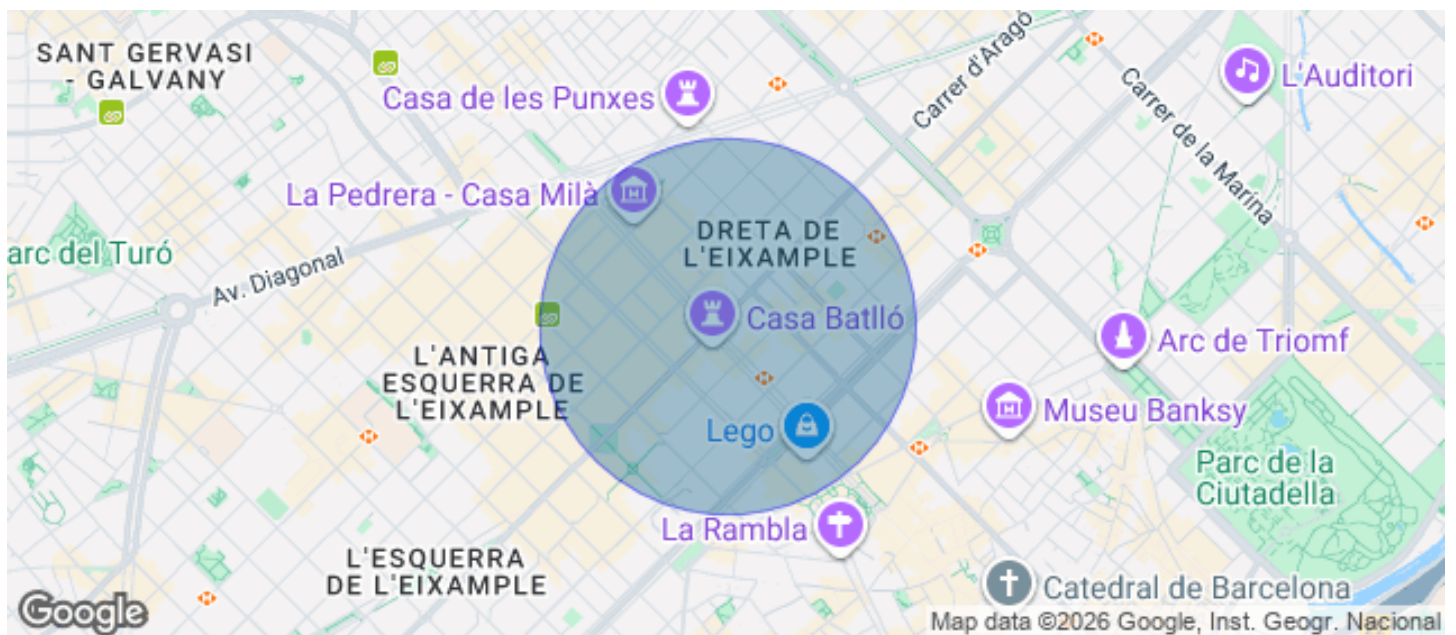 SANT GERVASI
- GALVANY
Casa de les Punxes
Carrer d'Aragó
L'Auditori
Carrer de la Marina
La Pedrera - Casa Milà
DRETA DE
L'EIXAMPLE
arc del Turó
Av. Diagonal
Casa Batlló
L'ANTIGA
ESQUERRA DE
L'EIXAMPLE
Arc de Triomf
Museu Banksy
Lego
Parc de la
Ciutadella
La Rambla
L'ESQUERRA
DE L'EIXAMPLE
Catedral de Barcelona
Google
Map data ©2026 Google, Inst. Geogr. Nacional